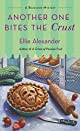 A BAKESHOP MYSTERY
ANOTHER ONE
BITES THE Crust
Ellie Alexander